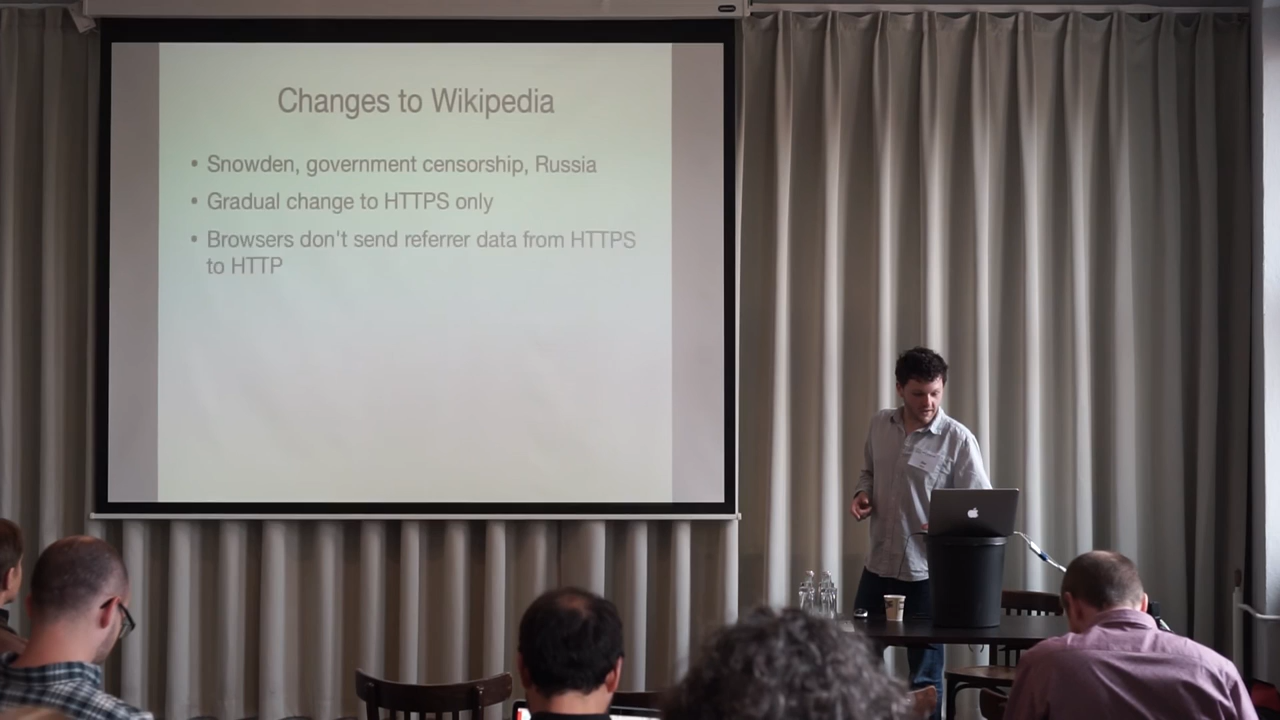 Changes to Wikipedia
• Snowden, government censorship, Russia
• Gradual change to HTTPS only
• Browsers don't send referrer data from HTTPS
to HTTP